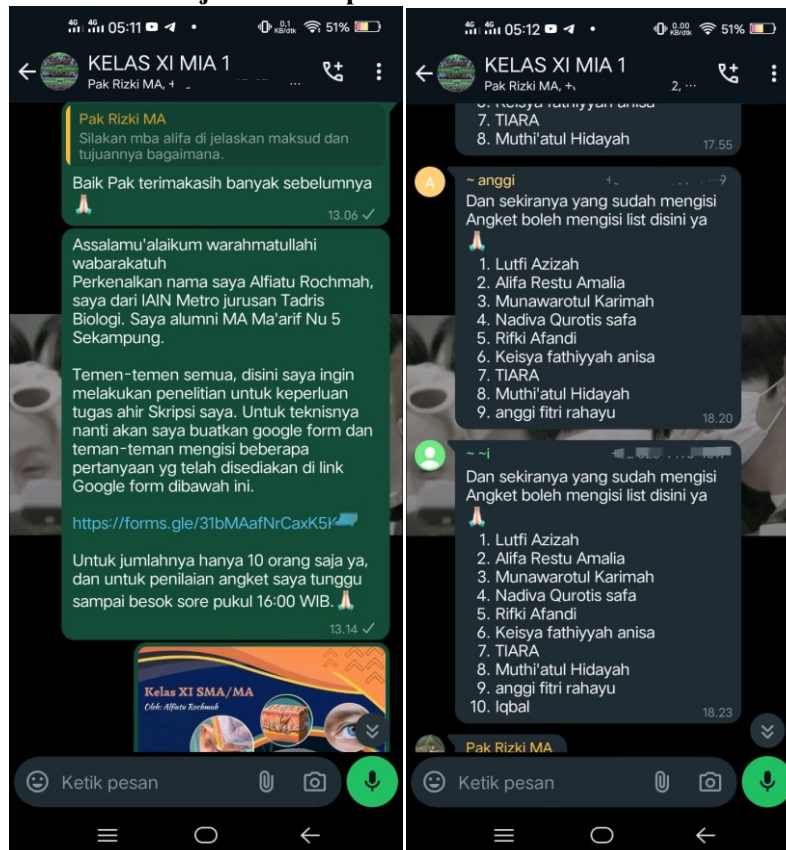 05:11
0,1
KB/dtk
51%
KELAS XI MIA 1
Pak Rizki MA, +
...
Pak Rizki MA
Silakan mba alifa di jelaskan maksud dan
tujuannya bagaimana.
Baik Pak terimakasih banyak sebelumnya
🙏🏻
13.06
Assalamu'alaikum warahmatullahi
wabarakatuh
Perkenalkan nama saya Alfiatu Rochmah,
saya dari IAIN Metro jurusan Tadris
Biologi. Saya alumni MA Ma'arif Nu 5
Sekampung.
Temen-temen semua, disini saya ingin
melakukan penelitian untuk keperluan
tugas ahir Skripsi saya. Untuk teknisnya
nanti akan saya buatkan google form dan
teman-teman mengisi beberapa
pertanyaan yg telah disediakan di link
Google form dibawah ini.
https://forms.gle/31bMAafNrCaxK5
Untuk jumlahnya hanya 10 orang saja ya,
dan untuk penilaian angket saya tunggu
sampai besok sore pukul 16:00 WIB. 🙏🏻
13.14
Kelas XI SMA/MA
Oleh: Alfiatu Rochmah
Ketik pesan
05:12
0.00
KB/dtk
51%
KELAS XI MIA 1
Pak Rizki MA, +
2, ...
6. Keisya fathiyyah anisa
7. TIARA
8. Muthi'atul Hidayah
17.55
A
~ anggi
9
Dan sekiranya yang sudah mengisi
Angket boleh mengisi list disini ya
🙏🏻
1. Lutfi Azizah
2. Alifa Restu Amalia
3. Munawarotul Karimah
4. Nadiva Qurotis safa
5. Rifki Afandi
6. Keisya fathiyyah anisa
7. TIARA
8. Muthi'atul Hidayah
9. anggi fitri rahayu
18.20
~ ~i
Dan sekiranya yang sudah mengisi
Angket boleh mengisi list disini ya
🙏🏻
1. Lutfi Azizah
2. Alifa Restu Amalia
3. Munawarotul Karimah
4. Nadiva Qurotis safa
5. Rifki Afandi
6. Keisya fathiyyah anisa
7. TIARA
8. Muthi'atul Hidayah
9. anggi fitri rahayu
10. Iqbal
18.23
Pak Rizki MA
Ketik pesan